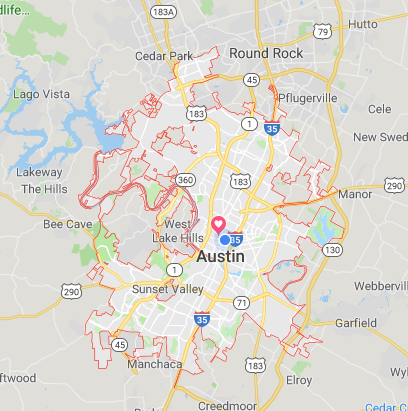 dlife...
183A
79
Hutto
Cedar Park
Round Rock
45
Lago Vista
183
Pflugerville
1
35
Cele
New Swed
Lakeway
The Hills
360
183
290
Manor
Bee Cave
West
Lake Hills
35
130
Austin
1
290
Sunset Valley
Webbervill
71
35
Garfield
45
Manchaca
183
Elroy
ftwood
Creedmoor
Cedar C